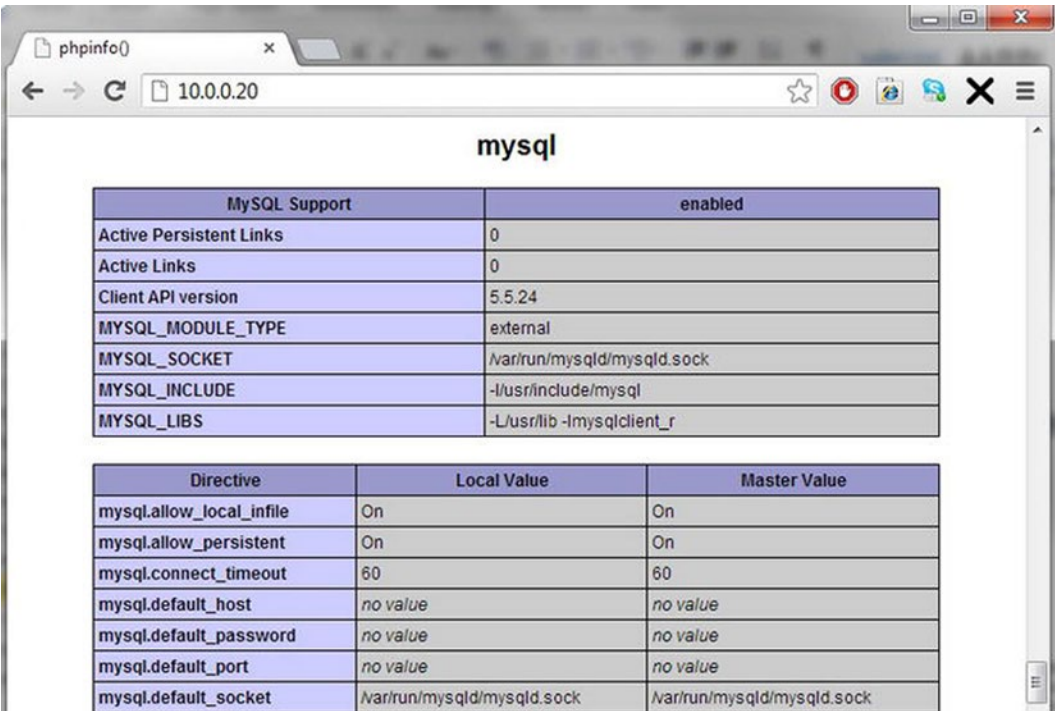 phpinfo()
10.0.0.20
mysql
MySQL Support enabled
Active Persistent Links 0
Active Links 0
Client API version 5.5.24
MYSQL_MODULE_TYPE external
MYSQL_SOCKET /var/run/mysqld/mysqld.sock
MYSQL_INCLUDE -I/usr/include/mysql
MYSQL_LIBS -L/usr/lib -lmysqlclient_r
Directive Local Value Master Value
mysql.allow_local_infile On On
mysql.allow_persistent On On
mysql.connect_timeout 60 60
mysql.default_host no value no value
mysql.default_password no value no value
mysql.default_port no value no value
mysql.default_socket /var/run/mysqld/mysqld.sock /var/run/mysqld/mysqld.sock